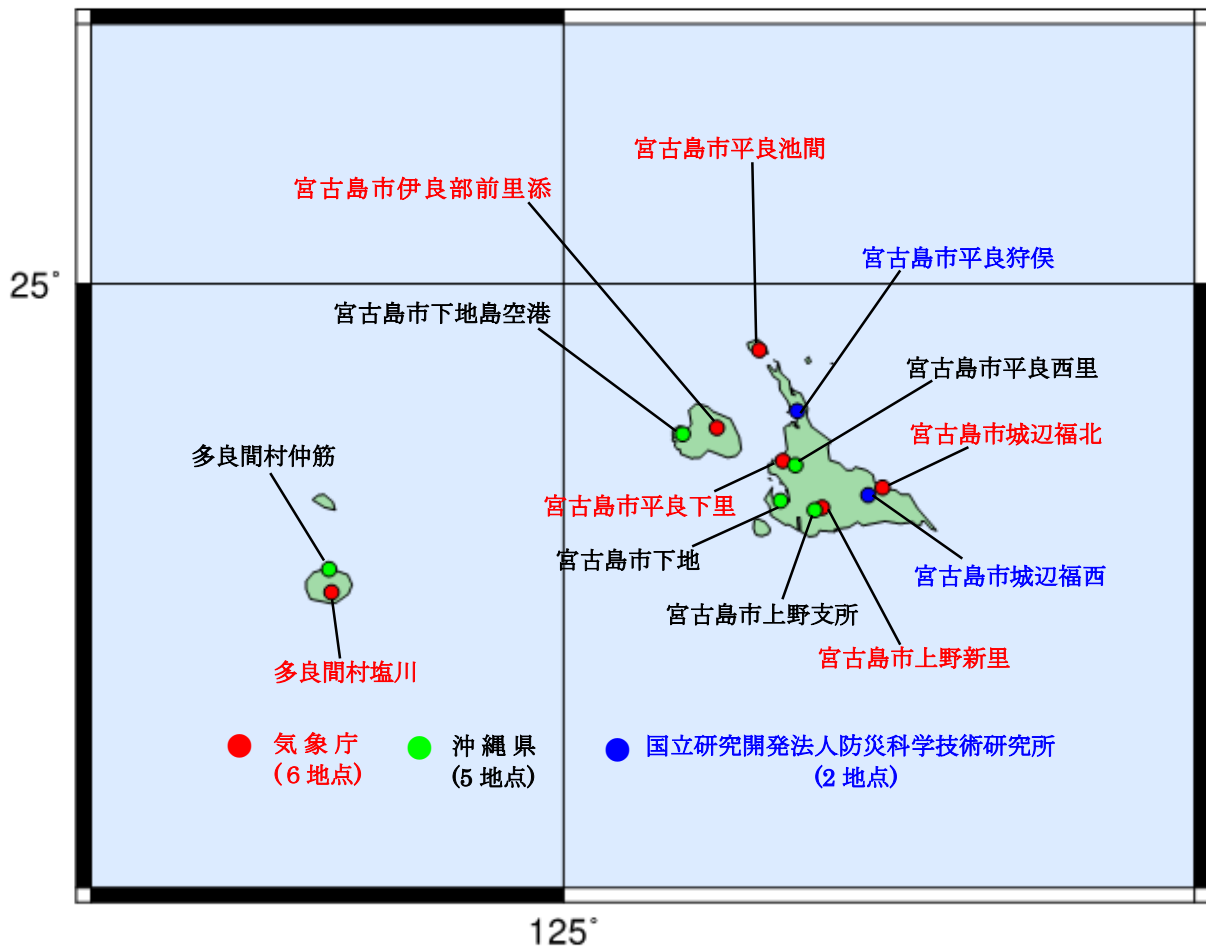 宮古島市平良池間
宮古島市伊良部前里添
宮古島市平良狩俣
25°
宮古島市下地島空港
宮古島市平良西里
宮古島市城辺福北
多良間村仲筋
宮古島市平良下里
宮古島市下地
宮古島市城辺福西
宮古島市上野支所
宮古島市上野新里
多良間村塩川
気象庁
(6地点)
沖縄県
(5地点)
国立研究開発法人防災科学技術研究所
(2地点)
125°